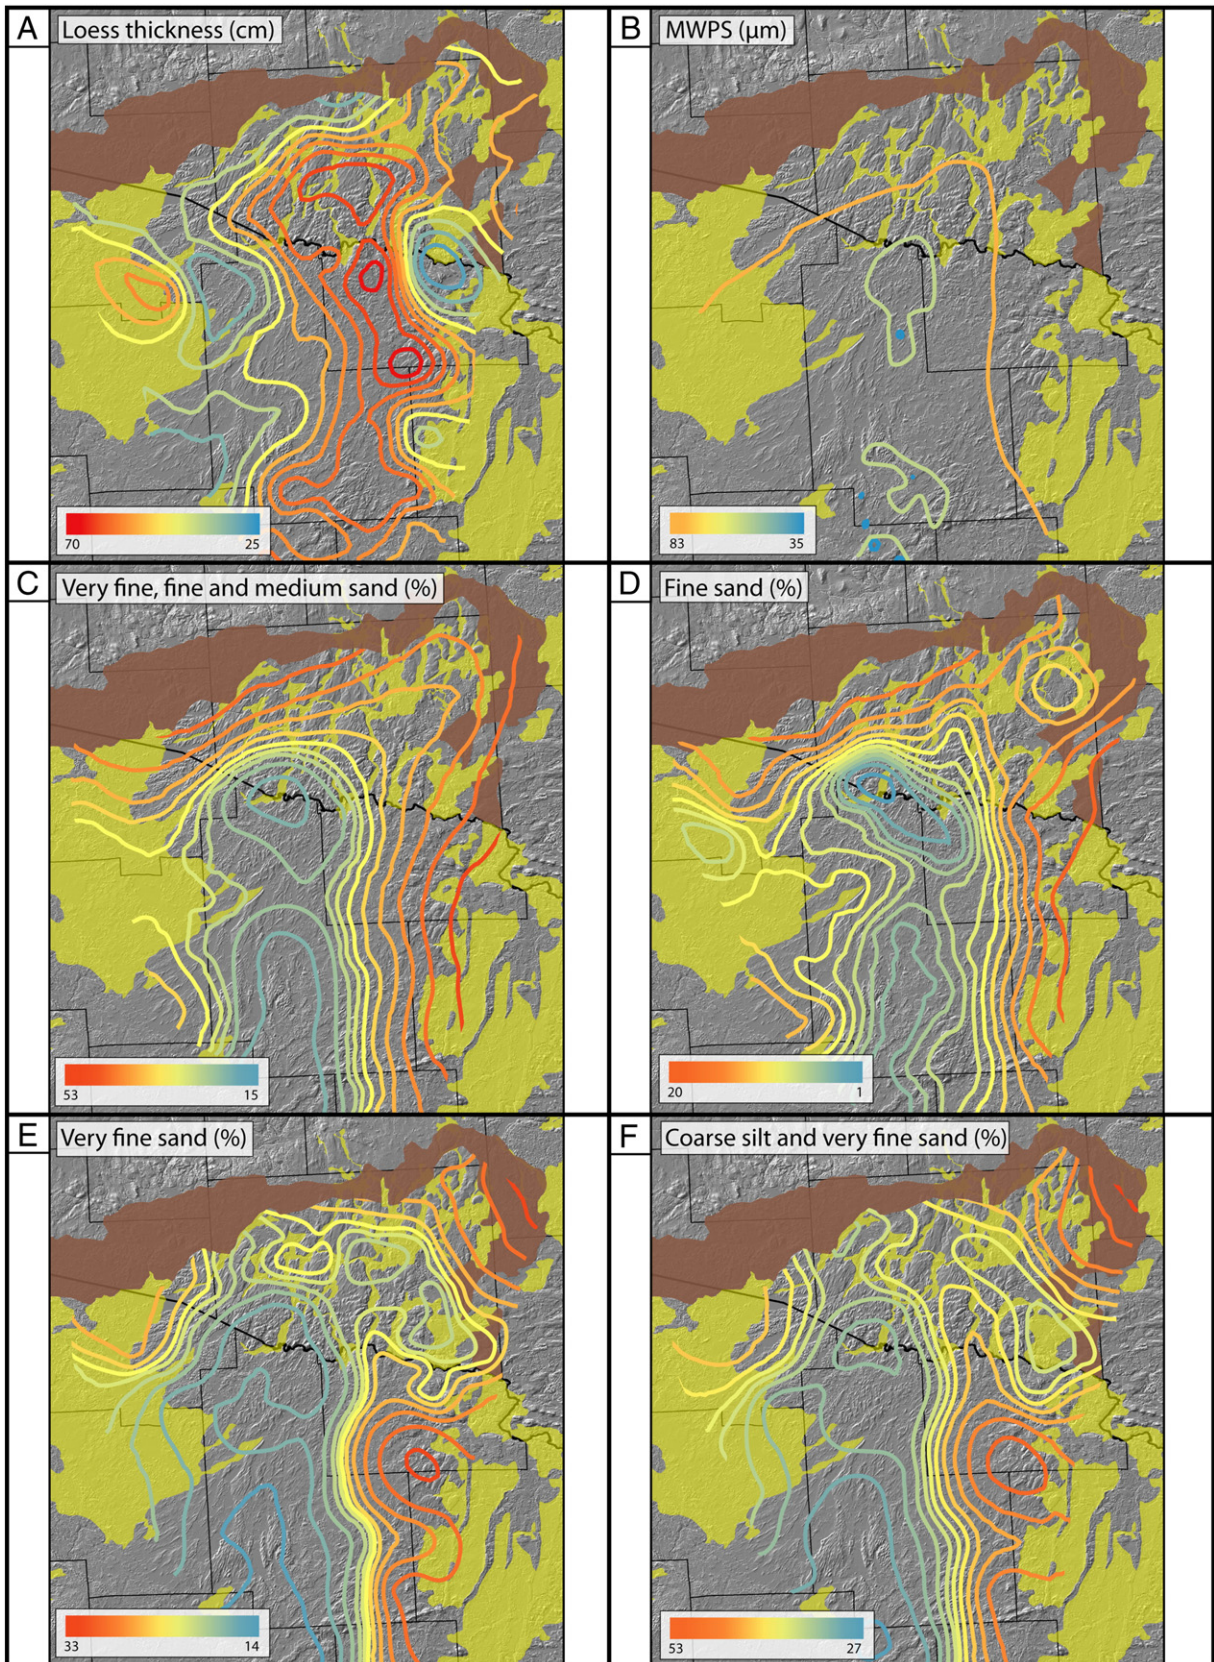 A
Loess thickness (cm)
70
25
B
MWPS (μm)
83
35
C
Very fine, fine and medium sand (%)
53
15
D
Fine sand (%)
20
1
E
Very fine sand (%)
33
14
F
Coarse silt and very fine sand (%)
53
27